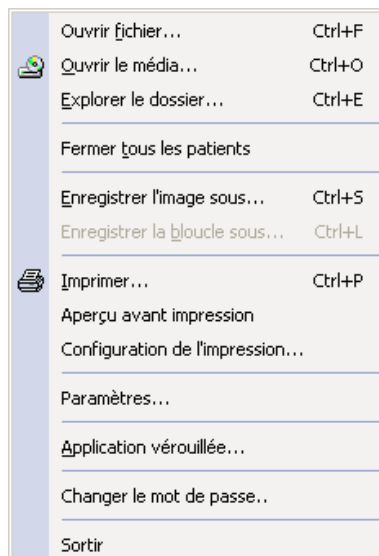 Ouvrir fichier... Ctrl+F
Ouvrir le média... Ctrl+O
Explorer le dossier... Ctrl+E
Fermer tous les patients
Enregistrer l'image sous... Ctrl+S
Enregistrer la bloucle sous... Ctrl+L
Imprimer... Ctrl+P
Aperçu avant impression
Configuration de l'impression...
Paramètres...
Application vérouillée...
Changer le mot de passe..
Sortir